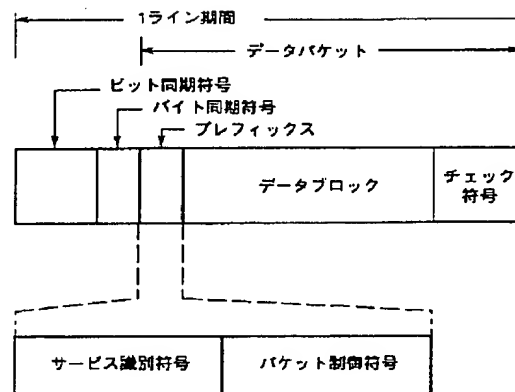 1ライン期間
データパケット
ビット同期符号
バイト同期符号
プレフィックス
データブロック
チェック
符号
サービス識別符号
パケット制御符号